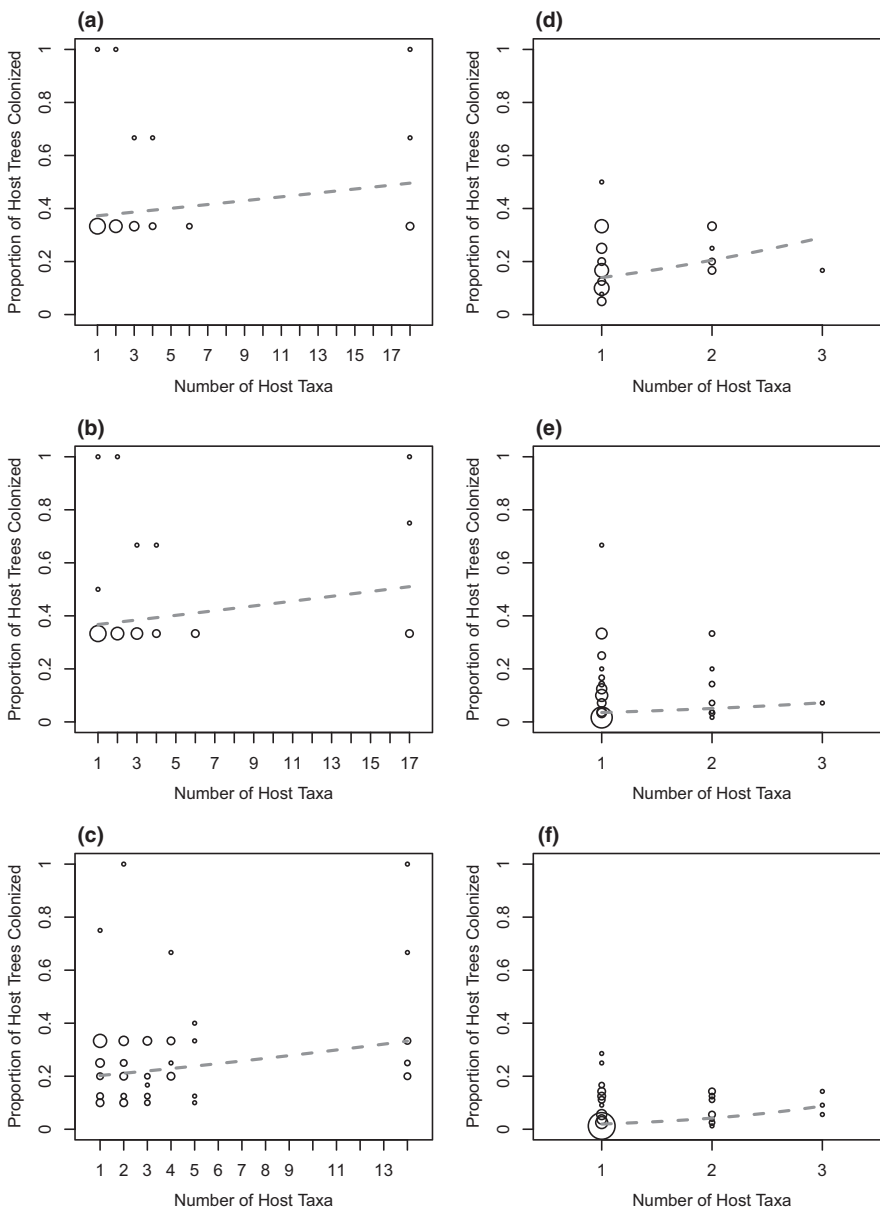 (a)
Proportion of Host Trees Colonized
0 0.2 0.4 0.6 0.8 1
1 3 5 7 9 11 13 15 17
Number of Host Taxa
(d)
Proportion of Host Trees Colonized
0 0.2 0.4 0.6 0.8 1
1 2 3
Number of Host Taxa
(b)
Proportion of Host Trees Colonized
0 0.2 0.4 0.6 0.8 1
1 3 5 7 9 11 13 15 17
Number of Host Taxa
(e)
Proportion of Host Trees Colonized
0 0.2 0.4 0.6 0.8 1
1 2 3
Number of Host Taxa
(c)
Proportion of Host Trees Colonized
0 0.2 0.4 0.6 0.8 1
1 2 3 4 5 6 7 8 9 11 13
Number of Host Taxa
(f)
Proportion of Host Trees Colonized
0 0.2 0.4 0.6 0.8 1
1 2 3
Number of Host Taxa